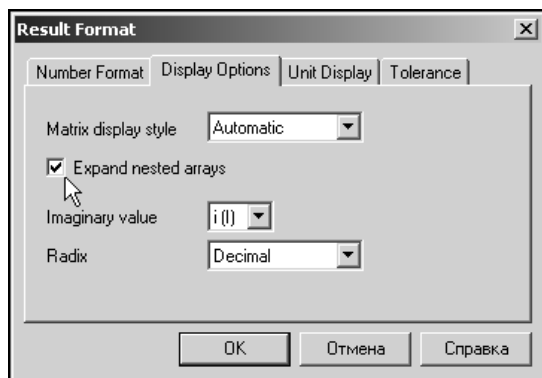 Result Format
Number Format Display Options Unit Display Tolerance
Matrix display style Automatic
Expand nested arrays
Imaginary value i (I)
Radix Decimal
OK Отмена Справка